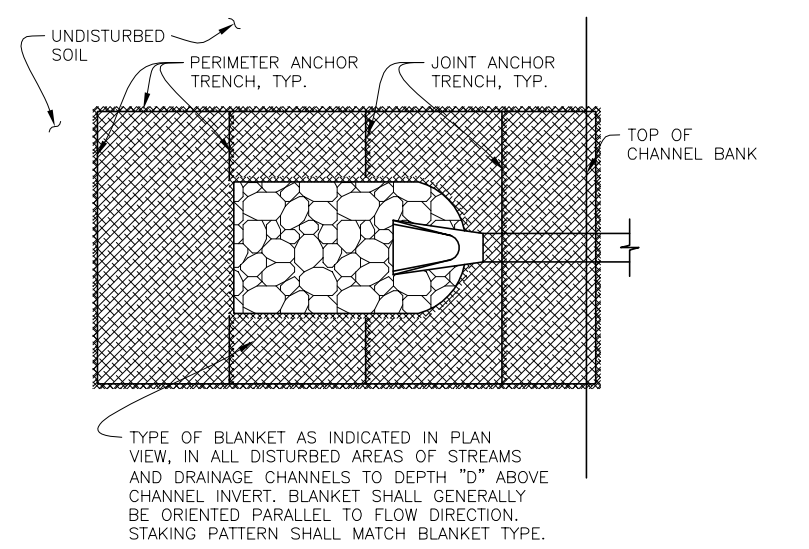 UNDISTURBED
SOIL
PERIMETER ANCHOR
TRENCH, TYP.
JOINT ANCHOR
TRENCH, TYP.
TOP OF
CHANNEL BANK
TYPE OF BLANKET AS INDICATED IN PLAN
VIEW, IN ALL DISTURBED AREAS OF STREAMS
AND DRAINAGE CHANNELS TO DEPTH "D" ABOVE
CHANNEL INVERT. BLANKET SHALL GENERALLY
BE ORIENTED PARALLEL TO FLOW DIRECTION.
STAKING PATTERN SHALL MATCH BLANKET TYPE.